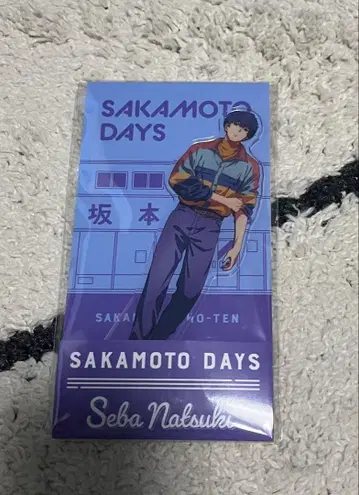 SAKAMOTO
DAYS
坂本
SAKAMOTO DAYS
Seba Natsuki